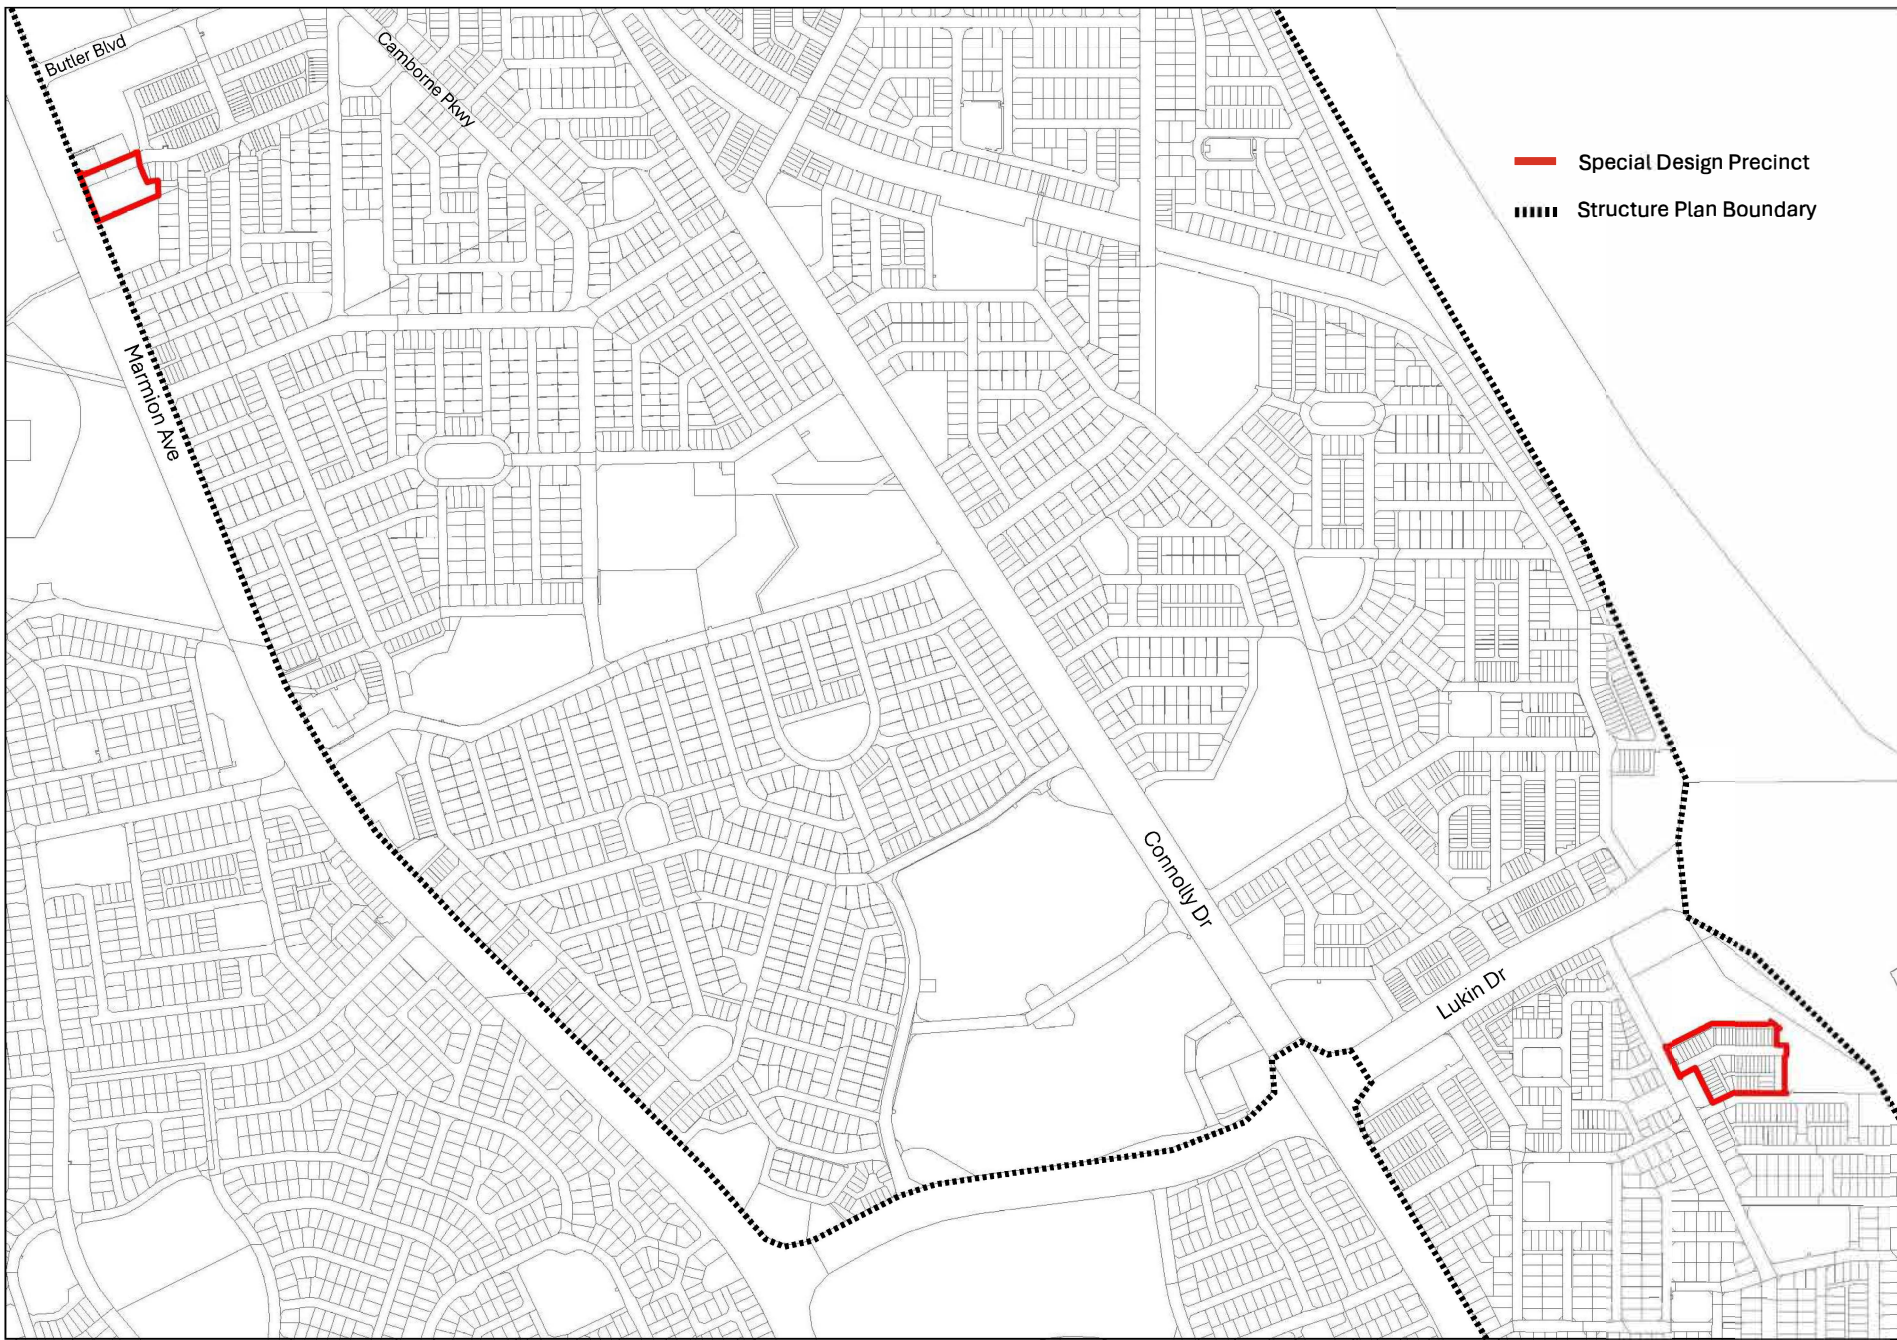 Butler Blvd
Camborne Pkwy
Special Design Precinct
Structure Plan Boundary
Marmion Ave
Connolly Dr
Lukin Dr